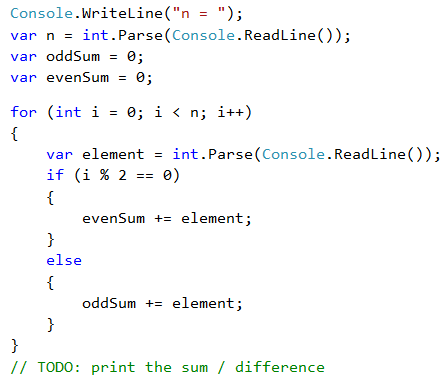 Console.WriteLine("n = ");
var n = int.Parse(Console.ReadLine());
var oddSum = 0;
var evenSum = 0;
for (int i = 0; i < n; i++)
{
    var element = int.Parse(Console.ReadLine());
    if (i % 2 == 0)
    {
        evenSum += element;
    }
    else
    {
        oddSum += element;
    }
}
// TODO: print the sum / difference